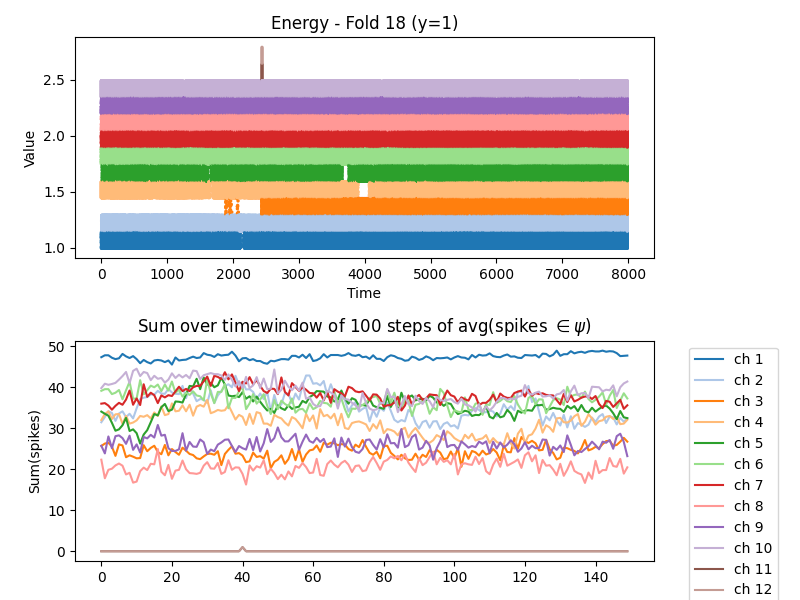 Energy - Fold 18 (y=1)
Value
2.5
2.0
1.5
1.0
0 1000 2000 3000 4000 5000 6000 7000 8000
Time
Sum over timewindow of 100 steps of avg(spikes ∈ ψ)
Sum(spikes)
50
40
30
20
10
0
0 20 40 60 80 100 120 140
ch 1
ch 2
ch 3
ch 4
ch 5
ch 6
ch 7
ch 8
ch 9
ch 10
ch 11
ch 12